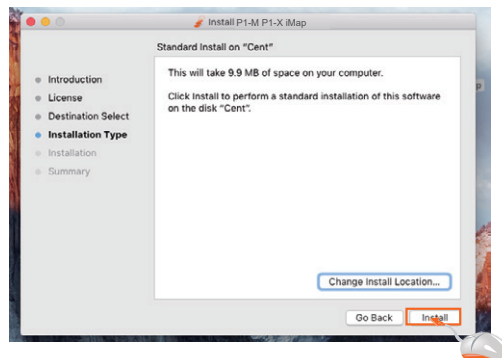 Install P1-M P1-X iMap
Standard Install on "Cent"
Introduction
License
Destination Select
Installation Type
Installation
Summary
This will take 9.9 MB of space on your computer.
Click Install to perform a standard installation of this software
on the disk "Cent".
Change Install Location...
Go Back
Install